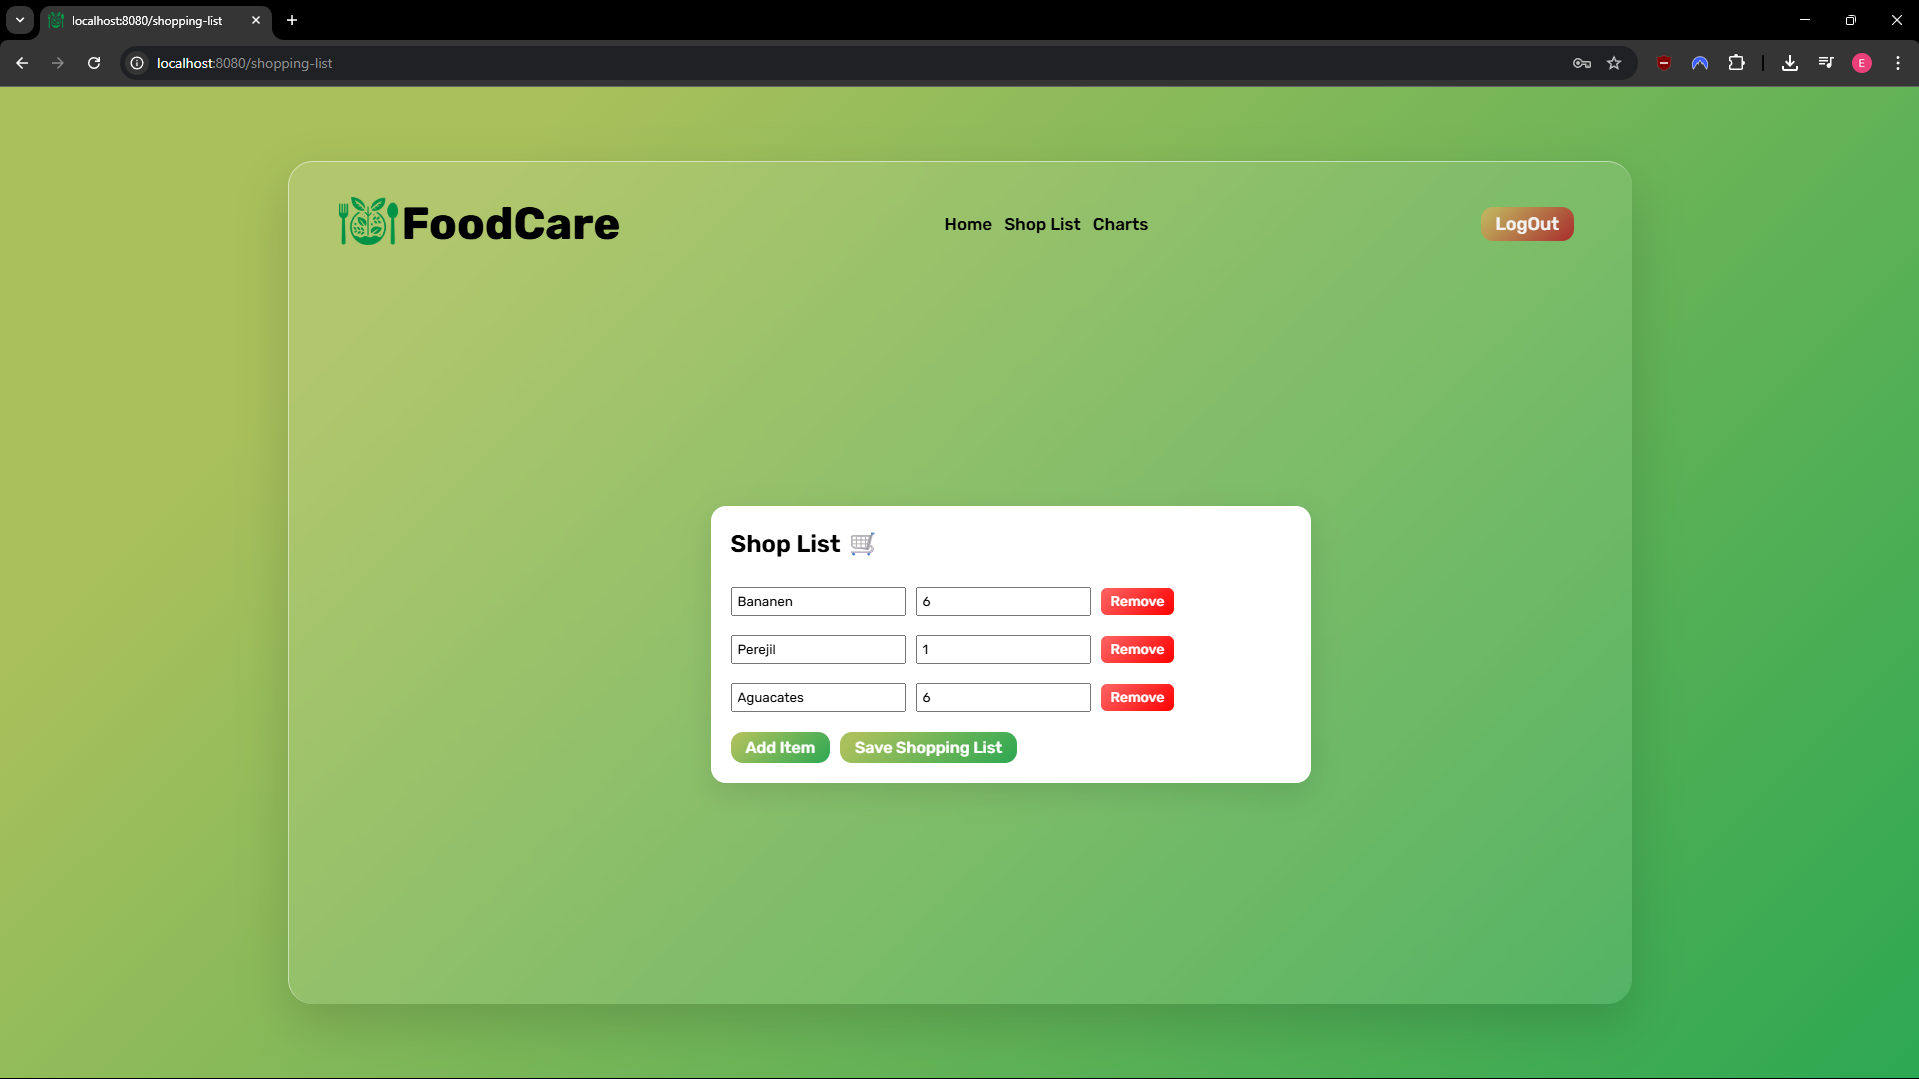 localhost:8080/shopping-list
localhost:8080/shopping-list
E
FoodCare
Home Shop List Charts
LogOut
Shop List
Bananen 6 Remove
Perejil 1 Remove
Aguacates 6 Remove
Add Item Save Shopping List